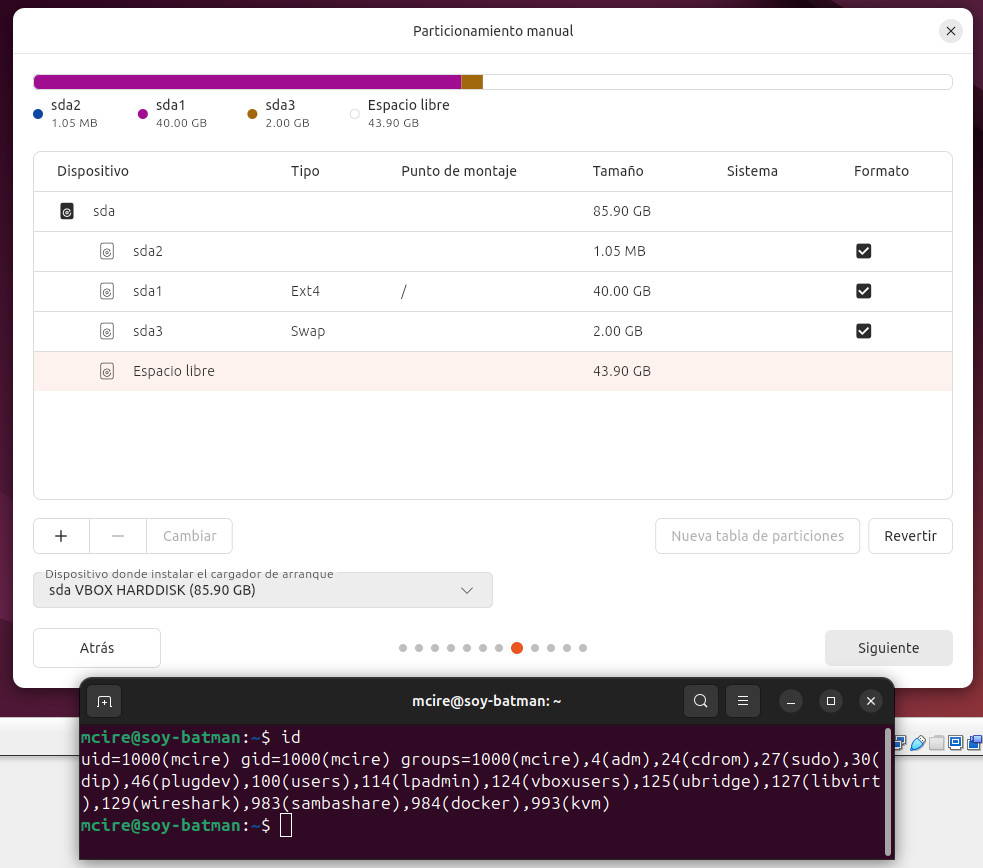 Particionamiento manual
sda2 sda1 sda3 Espacio libre
1.05 MB 40.00 GB 2.00 GB 43.90 GB
Dispositivo Tipo Punto de montaje Tamaño Sistema Formato
sda 85.90 GB
sda2 1.05 MB
sda1 Ext4 / 40.00 GB
sda3 Swap 2.00 GB
Espacio libre 43.90 GB
+ − Cambiar Nueva tabla de particiones Revertir
Dispositivo donde instalar el cargador de arranque
sda VBOX HARDDISK (85.90 GB)
Atrás Siguiente
mcire@soy-batman: ~
mcire@soy-batman:~$ id
uid=1000(mcire) gid=1000(mcire) groups=1000(mcire),4(adm),24(cdrom),27(sudo),30(
dip),46(plugdev),100(users),114(lpadmin),124(vboxusers),125(ubridge),127(libvirt
),129(wireshark),983(sambashare),984(docker),993(kvm)
mcire@soy-batman:~$